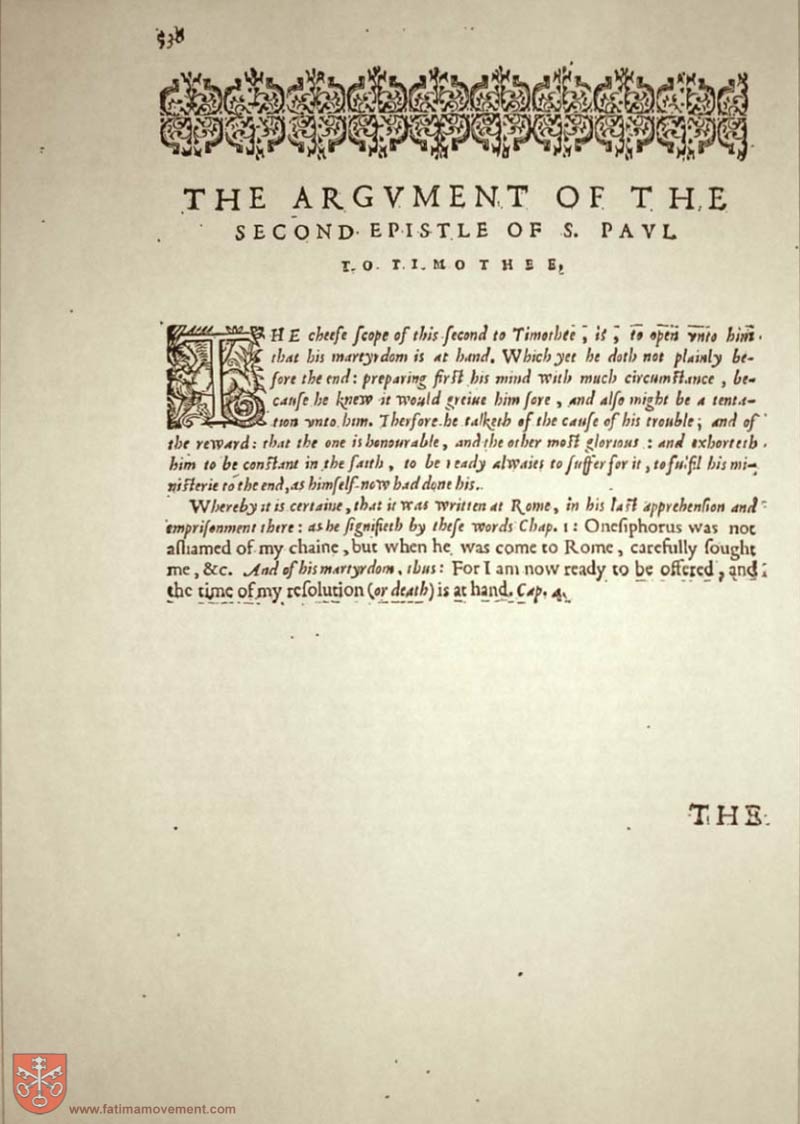 538
THE ARGVMENT OF THE
SECOND EPISTLE OF S. PAVL
TO TIMOTHEE,
THE cheefe ſcope of this ſecond to Timothée, is, to open vnto him
that his martyrdom is at hand. Which yet he doth not plainly be-
fore the end: preparing firſt his mind with much circumſtance, be-
cauſe he knew it would greiue him ſore, and alſo might be a tenta-
tion vnto him. Therfore he talketh of the cauſe of his trouble; and of
the reward: that the one is honourable, and the other moſt glorious: and exhorteth
him to be conſtant in the faith, to be ready alwaies to ſuffer for it, to fulfil his mi-
niſterie to the end, as himſelf now had done his.
Whereby it is certaine, that it was written at Rome, in his laſt apprehenſion and
empriſonment there: as he ſignifieth by theſe words Chap. 1: Oneſiphorus was not
aſhamed of my chaine, but when he was come to Rome, carefully ſought
me, &c. And of his martyrdom, thus: For I am now ready to be offered, and
the time of my reſolution (or death) is at hand. Cap. 4.
THE
www.fatimamovement.com